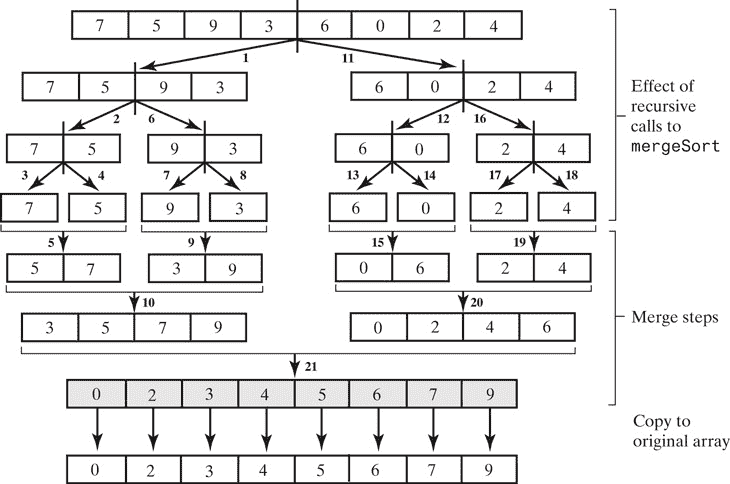 7 5 9 3 6 0 2 4
1 11
7 5 9 3 6 0 2 4
Effect of
recursive
calls to
mergeSort
2 6 12 16
7 5 9 3 6 0 2 4
3 4 7 8 13 14 17 18
7 5 9 3 6 0 2 4
5 9 15 19
5 7 3 9 0 6 2 4
10 20
3 5 7 9 0 2 4 6
Merge steps
21
0 2 3 4 5 6 7 9
Copy to
original array
0 2 3 4 5 6 7 9